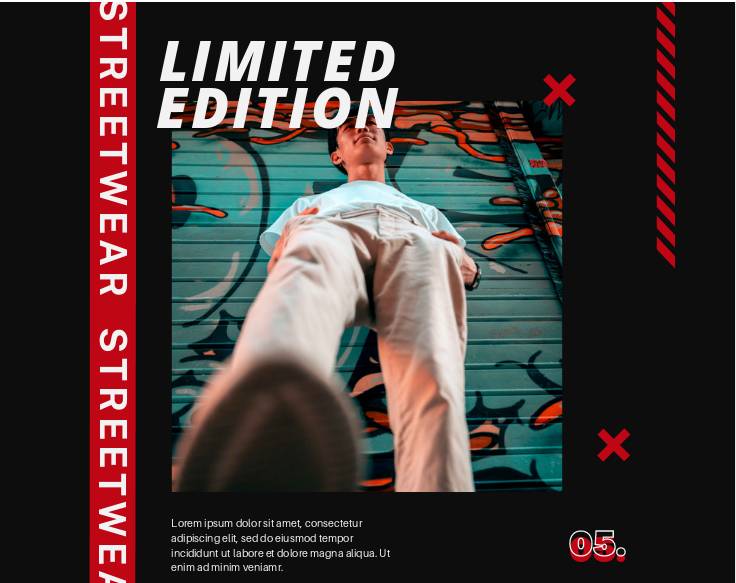 STREETWEAR STREETWEA
LIMITED
EDITION
Lorem ipsum dolor sit amet, consectetur
adipiscing elit, sed do eiusmod tempor
incididunt ut labore et dolore magna aliqua. Ut
enim ad minim veniamr.
05.